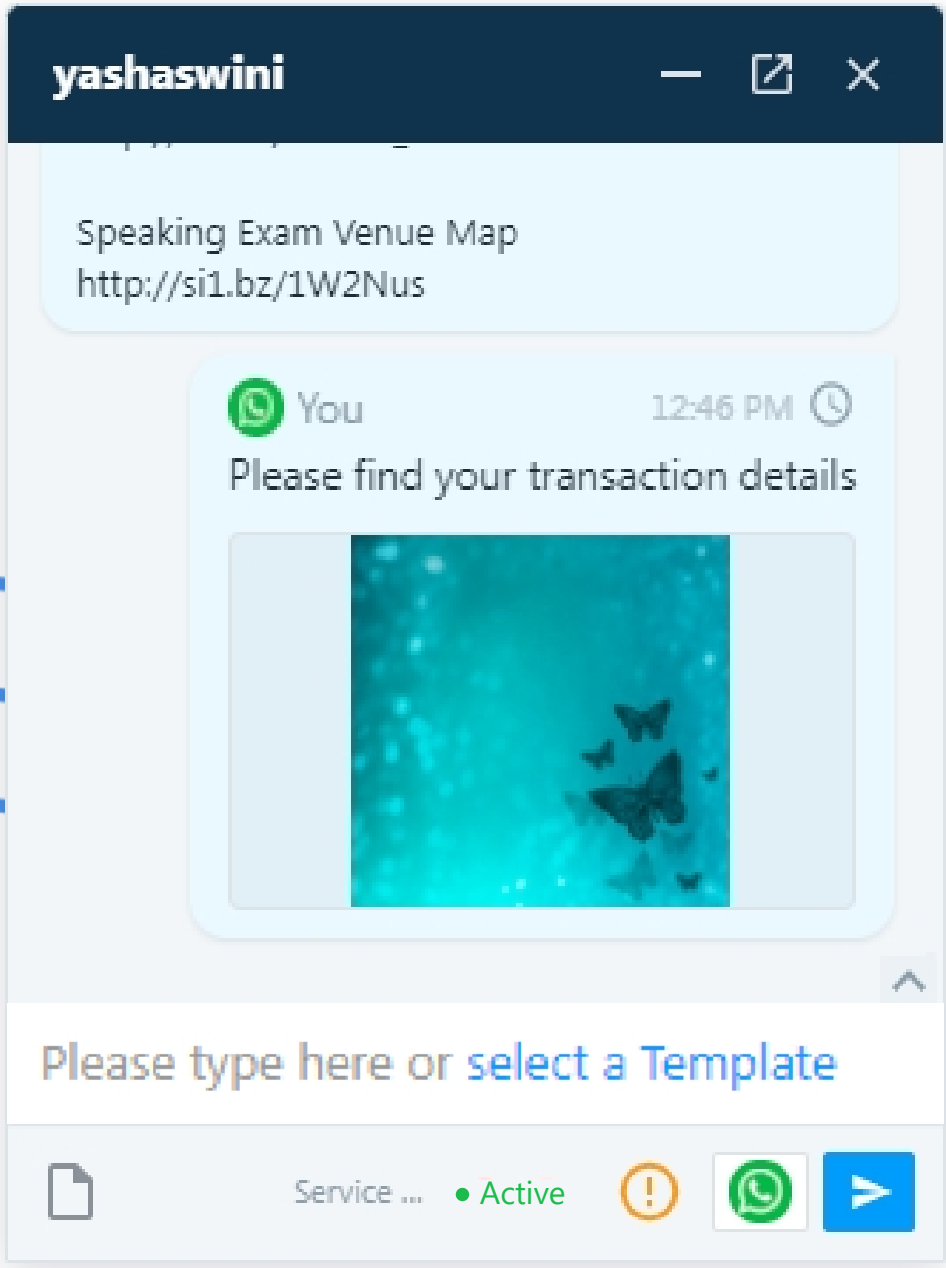 yashaswini
Speaking Exam Venue Map
http://si1.bz/1W2Nus
You 12:46 PM
Please find your transaction details
Please type here or select a Template
Service ... • Active